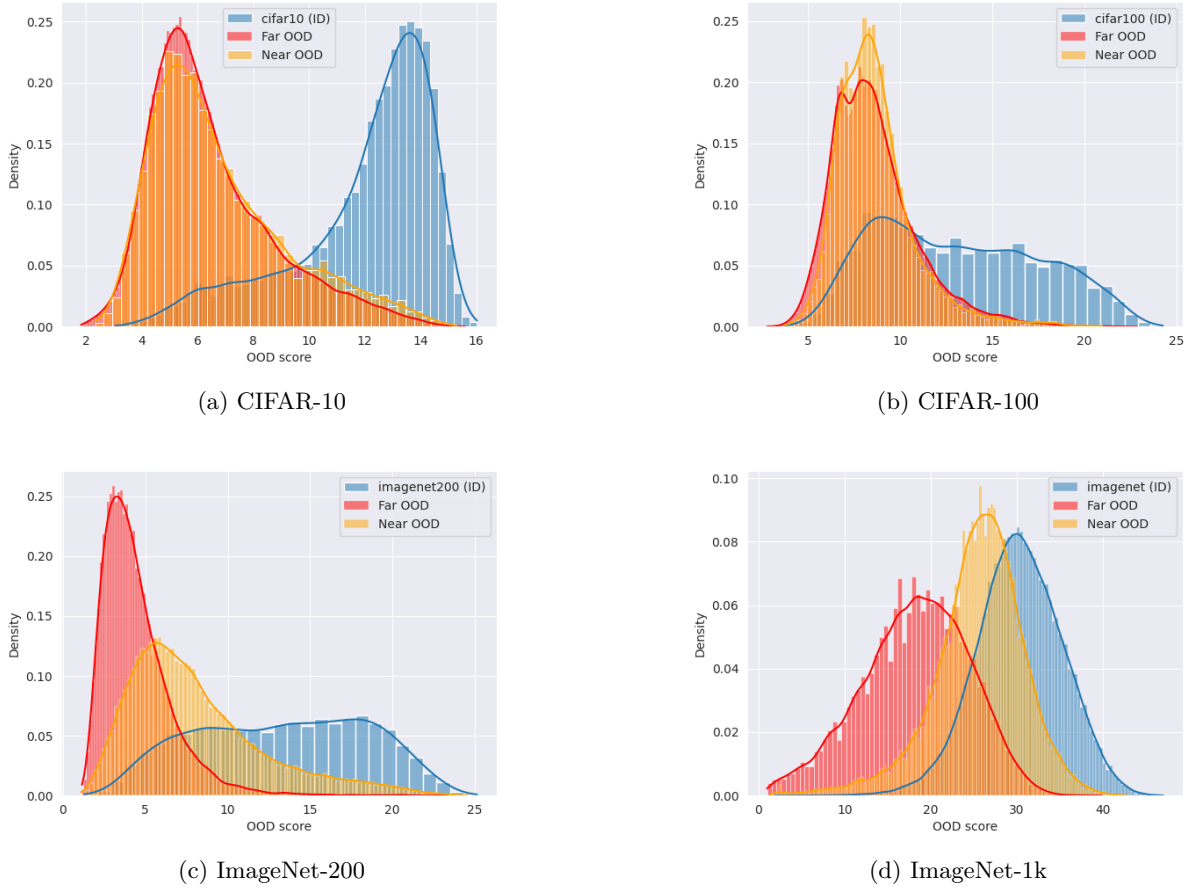 cifar10 (ID)
Far OOD
Near OOD
0.25
0.20
0.15
0.10
0.05
0.00
Density
2 4 6 8 10 12 14 16
OOD score
(a) CIFAR-10
cifar100 (ID)
Far OOD
Near OOD
0.25
0.20
0.15
0.10
0.05
0.00
Density
5 10 15 20 25
OOD score
(b) CIFAR-100
imagenet200 (ID)
Far OOD
Near OOD
0.25
0.20
0.15
0.10
0.05
0.00
Density
0 5 10 15 20 25
OOD score
(c) ImageNet-200
imagenet (ID)
Far OOD
Near OOD
0.10
0.08
0.06
0.04
0.02
0.00
Density
0 10 20 30 40
OOD score
(d) ImageNet-1k